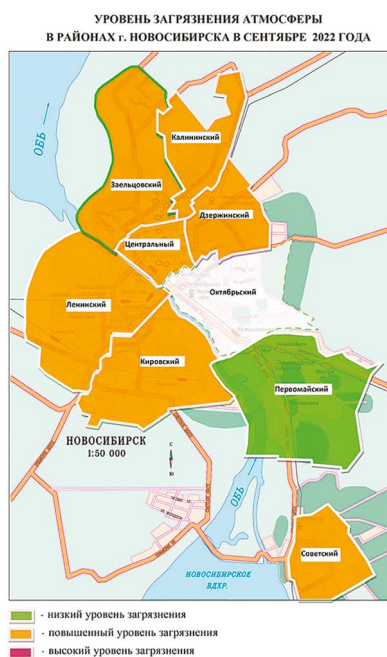 УРОВЕНЬ ЗАГРЯЗНЕНИЯ АТМОСФЕРЫ
В РАЙОНАХ г. НОВОСИБИРСКА В СЕНТЯБРЕ 2022 ГОДА
ОБЬ
Калининский
Заельцовский
Дзержинский
Центральный
Октябрьский
Ленинский
Кировский
Первомайский
НОВОСИБИРСК
1:50 000
С
Ю
ОБЬ
Советский
НОВОСИБИРСКОЕ
ВДХР.
- низкий уровень загрязнения
- повышенный уровень загрязнения
- высокий уровень загрязнения